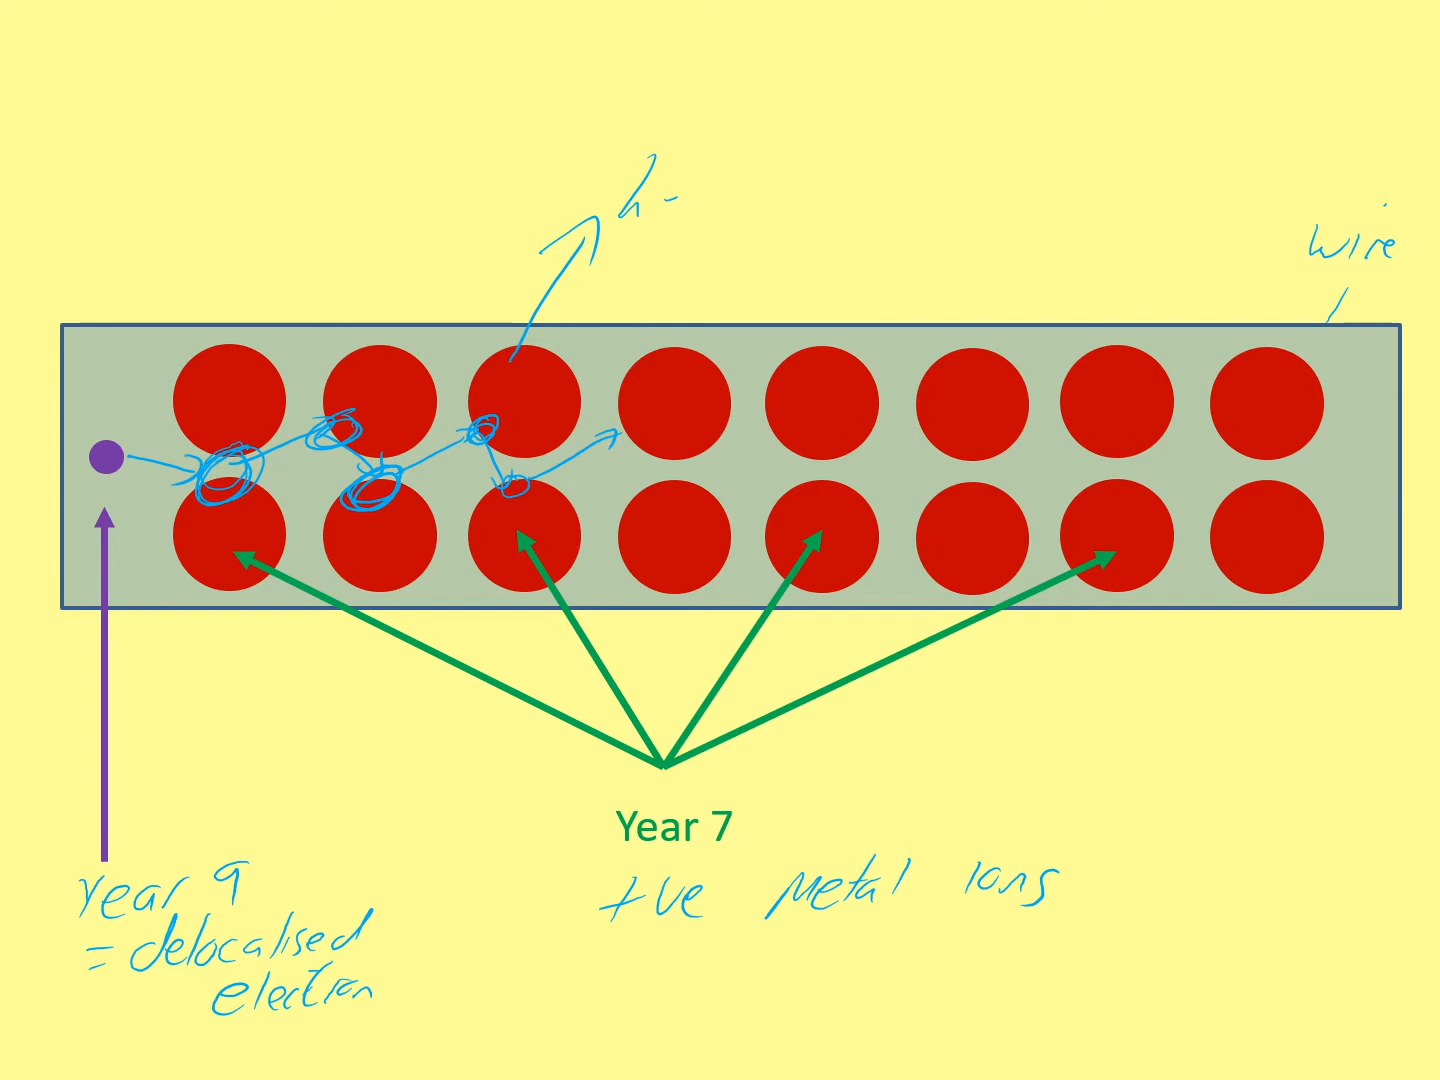 wire
Year 7
+ve metal ions
year 9
= delocalised
electron